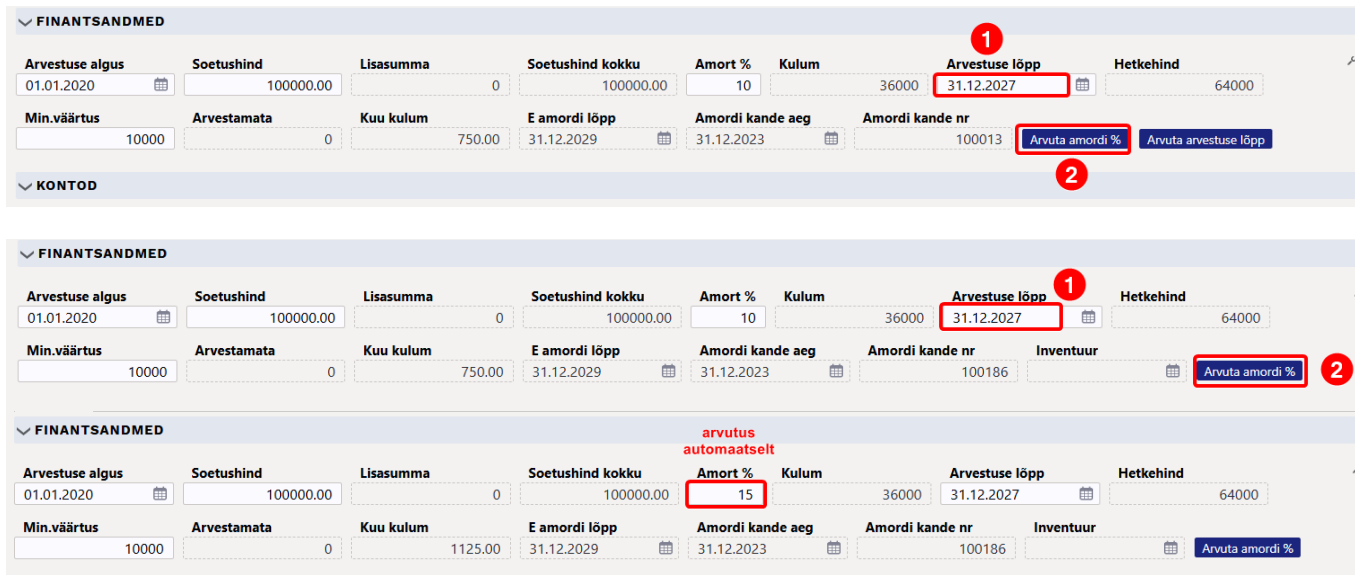 FINANTSANDMED
1
Arvestuse algus Soetushind Lisasumma Soetushind kokku Amort % Kulum Arvestuse lõpp Hetkehind
01.01.2020 100000.00 0 100000.00 10 36000 31.12.2027 64000
Min.väärtus Arvestamata Kuu kulum E amordi lõpp Amordi kande aeg Amordi kande nr
10000 0 750.00 31.12.2029 31.12.2023 100013 Arvuta amordi % Arvuta arvestuse lõpp
2
KONTOD
FINANTSANDMED
1
Arvestuse algus Soetushind Lisasumma Soetushind kokku Amort % Kulum Arvestuse lõpp Hetkehind
01.01.2020 100000.00 0 100000.00 10 36000 31.12.2027 64000
Min.väärtus Arvestamata Kuu kulum E amordi lõpp Amordi kande aeg Amordi kande nr Inventuur
10000 0 750.00 31.12.2029 31.12.2023 100186 Arvuta amordi % 2
FINANTSANDMED
arvutus
automaatselt
Arvestuse algus Soetushind Lisasumma Soetushind kokku Amort % Kulum Arvestuse lõpp Hetkehind
01.01.2020 100000.00 0 100000.00 15 36000 31.12.2027 64000
Min.väärtus Arvestamata Kuu kulum E amordi lõpp Amordi kande aeg Amordi kande nr Inventuur
10000 0 1125.00 31.12.2029 31.12.2023 100186 Arvuta amordi %